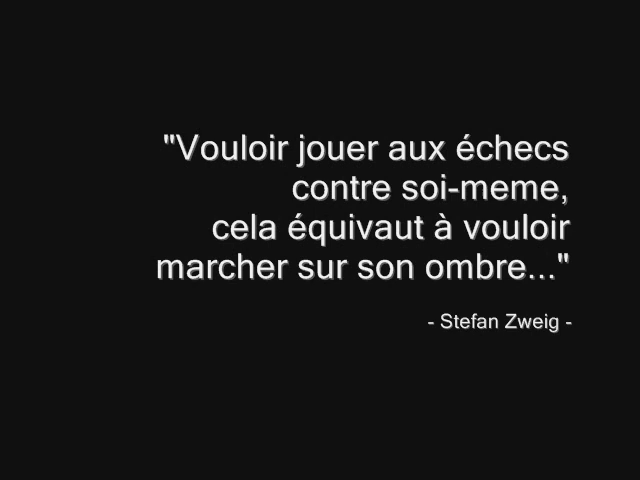 "Vouloir jouer aux échecs
contre soi-meme,
cela équivaut à vouloir
marcher sur son ombre..."
- Stefan Zweig -